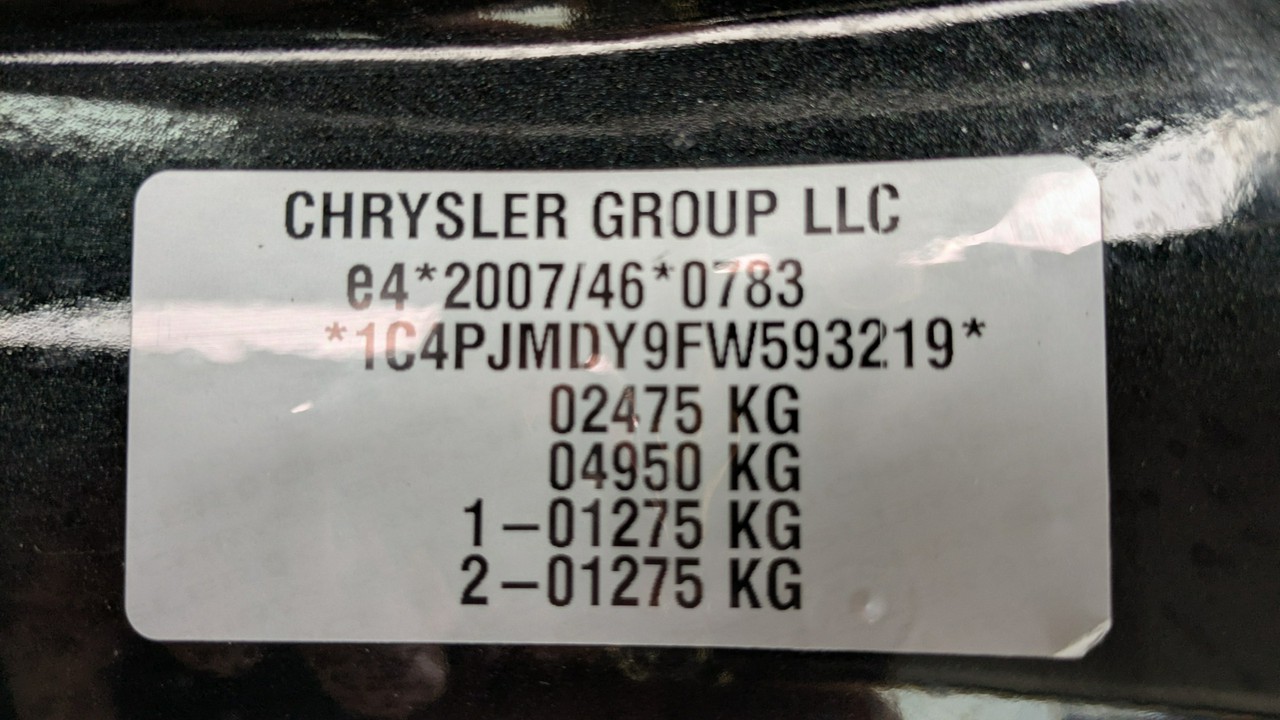 CHRYSLER GROUP LLC
e4*2007/46*0783
*1C4PJMDY9FW593219*
02475 KG
04950 KG
1-01275 KG
2-01275 KG